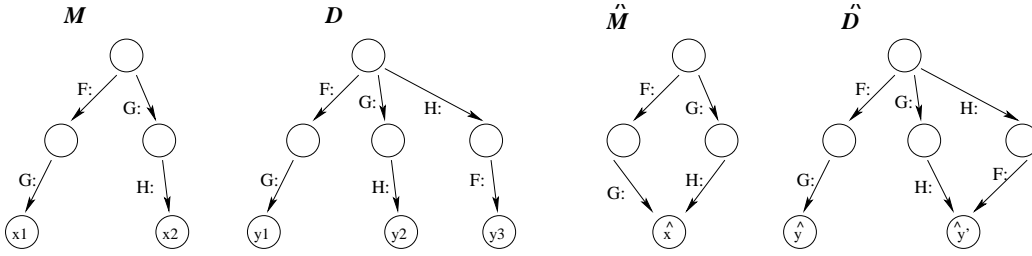 M D M̂ D̂
F: G: F: G: H: F: G: F: G: H:
G: H: G: H: F: G: H: G: H: F:
x1 x2 y1 y2 y3 x̂ ŷ ŷ'